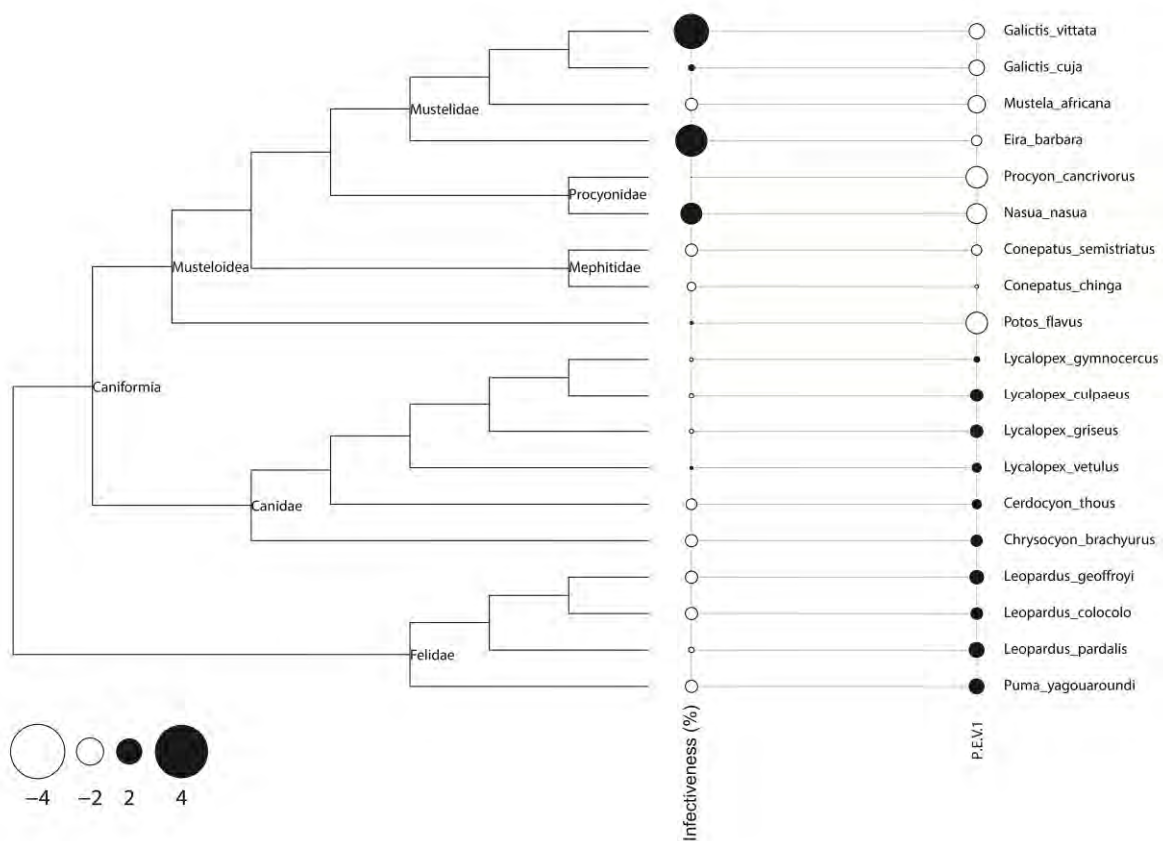 Galictis_vittata
Galictis_cuja
Mustelidae
Mustela_africana
Eira_barbara
Procyon_cancrivorus
Procyonidae
Nasua_nasua
Conepatus_semistriatus
Musteloidea
Mephitidae
Conepatus_chinga
Potos_flavus
Lycalopex_gymnocercus
Caniformia
Lycalopex_culpaeus
Lycalopex_griseus
Lycalopex_vetulus
Canidae
Cerdocyon_thous
Chrysocyon_brachyurus
Leopardus_geoffroyi
Leopardus_colocolo
Felidae
Leopardus_pardalis
Puma_yagouaroundi
−4 −2 2 4
Infectiveness (%)
P.E.V.1